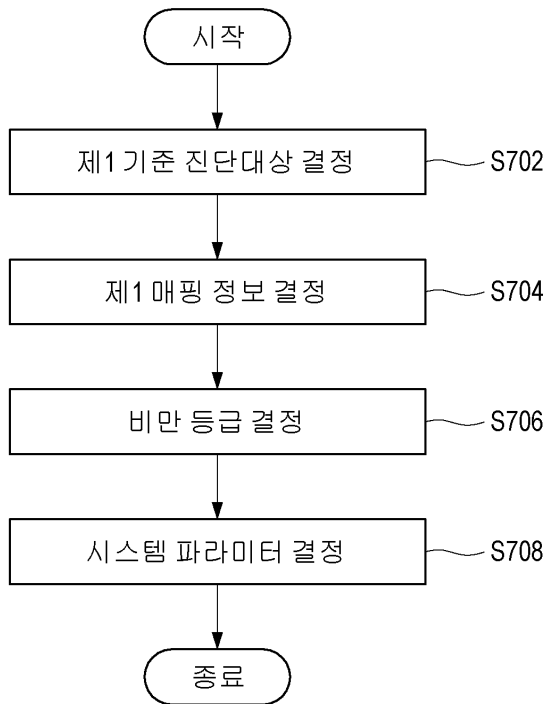 시작
제1 기준 진단대상 결정
S702
제1 매핑 정보 결정
S704
비만 등급 결정
S706
시스템 파라미터 결정
S708
종료